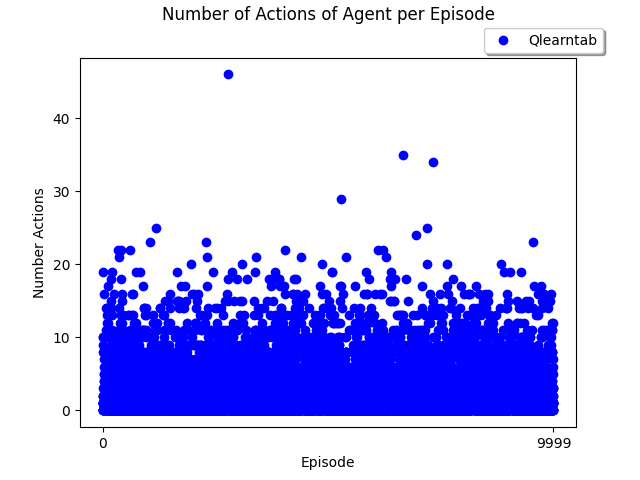 Number of Actions of Agent per Episode
Qlearntab
40
30
20
10
0
Number Actions
0
9999
Episode